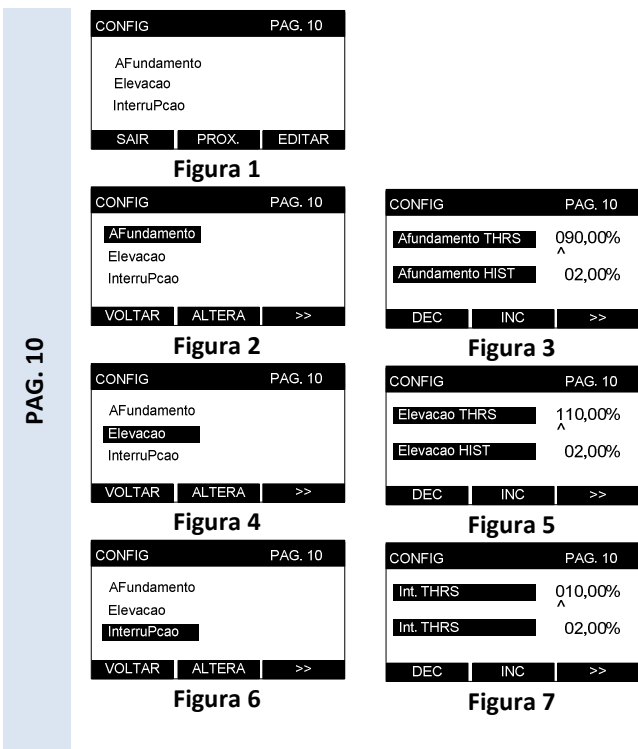 PAG. 10
CONFIG PAG. 10
AFundamento
Elevacao
InterruPcao
SAIR PROX. EDITAR
Figura 1
CONFIG PAG. 10
AFundamento
Elevacao
InterruPcao
VOLTAR ALTERA >>
Figura 2
CONFIG PAG. 10
Afundamento THRS 090,00%
^
Afundamento HIST 02,00%
DEC INC >>
Figura 3
CONFIG PAG. 10
AFundamento
Elevacao
InterruPcao
VOLTAR ALTERA >>
Figura 4
CONFIG PAG. 10
Elevacao THRS 110,00%
^
Elevacao HIST 02,00%
DEC INC >>
Figura 5
CONFIG PAG. 10
AFundamento
Elevacao
InterruPcao
VOLTAR ALTERA >>
Figura 6
CONFIG PAG. 10
Int. THRS 010,00%
^
Int. THRS 02,00%
DEC INC >>
Figura 7